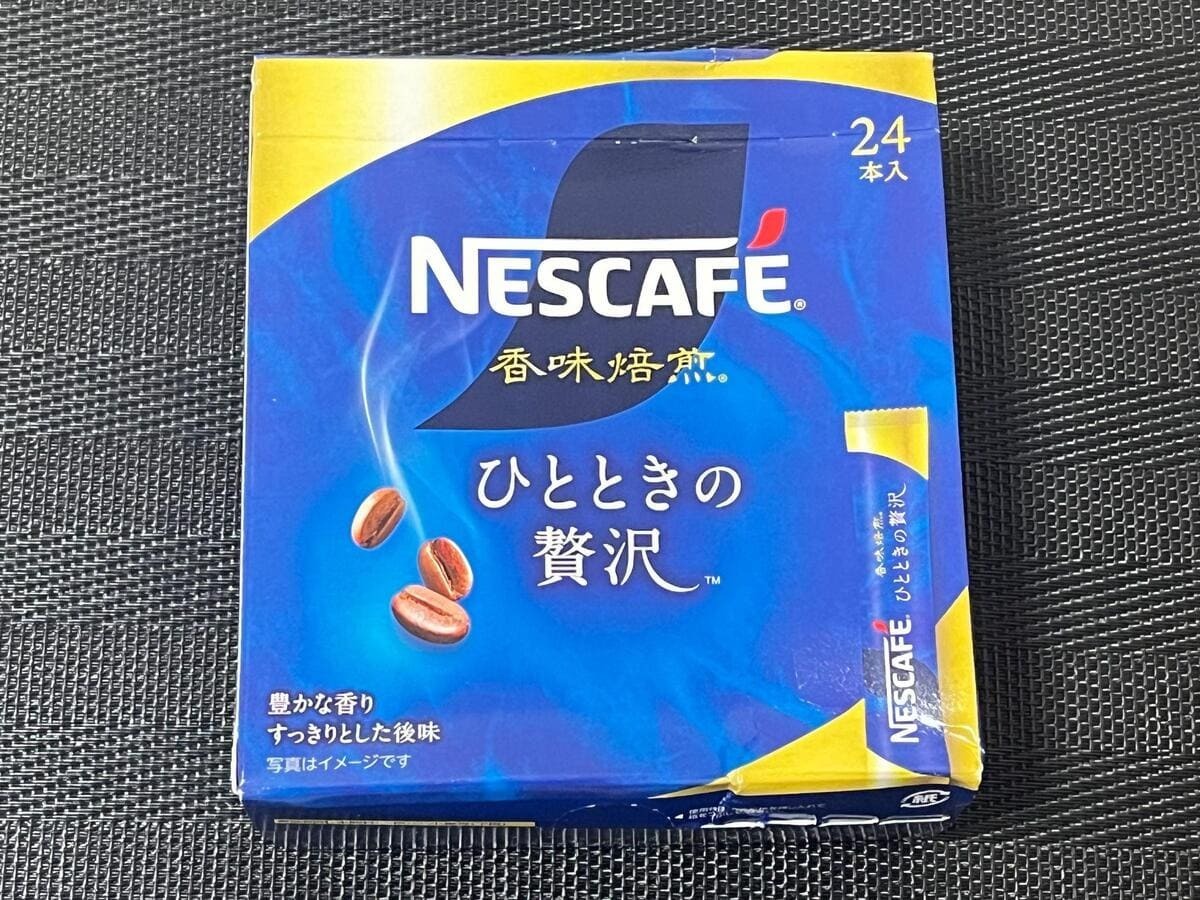 24
本入
NESCAFÉ®
香味焙煎®
ひとときの
贅沢™
香味焙煎®
ひとときの贅沢
NESCAFÉ
豊かな香り
すっきりとした後味
写真はイメージです